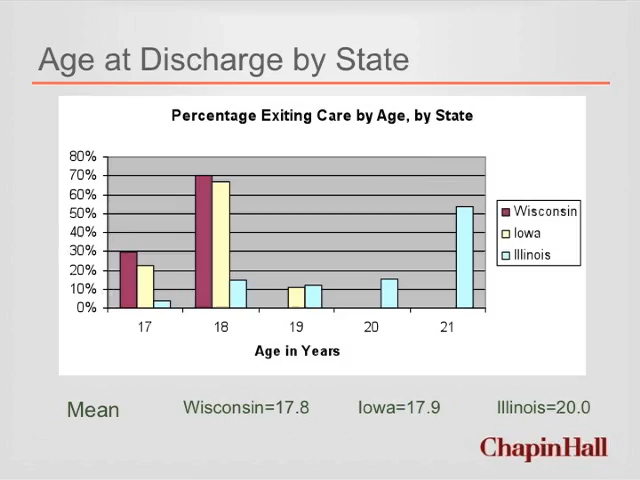 Age at Discharge by State
Percentage Exiting Care by Age, by State
80%
70%
60%
50%
40%
30%
20%
10%
0%
17 18 19 20 21
Age in Years
Wisconsin
Iowa
Illinois
Mean Wisconsin=17.8 Iowa=17.9 Illinois=20.0
ChapinHall